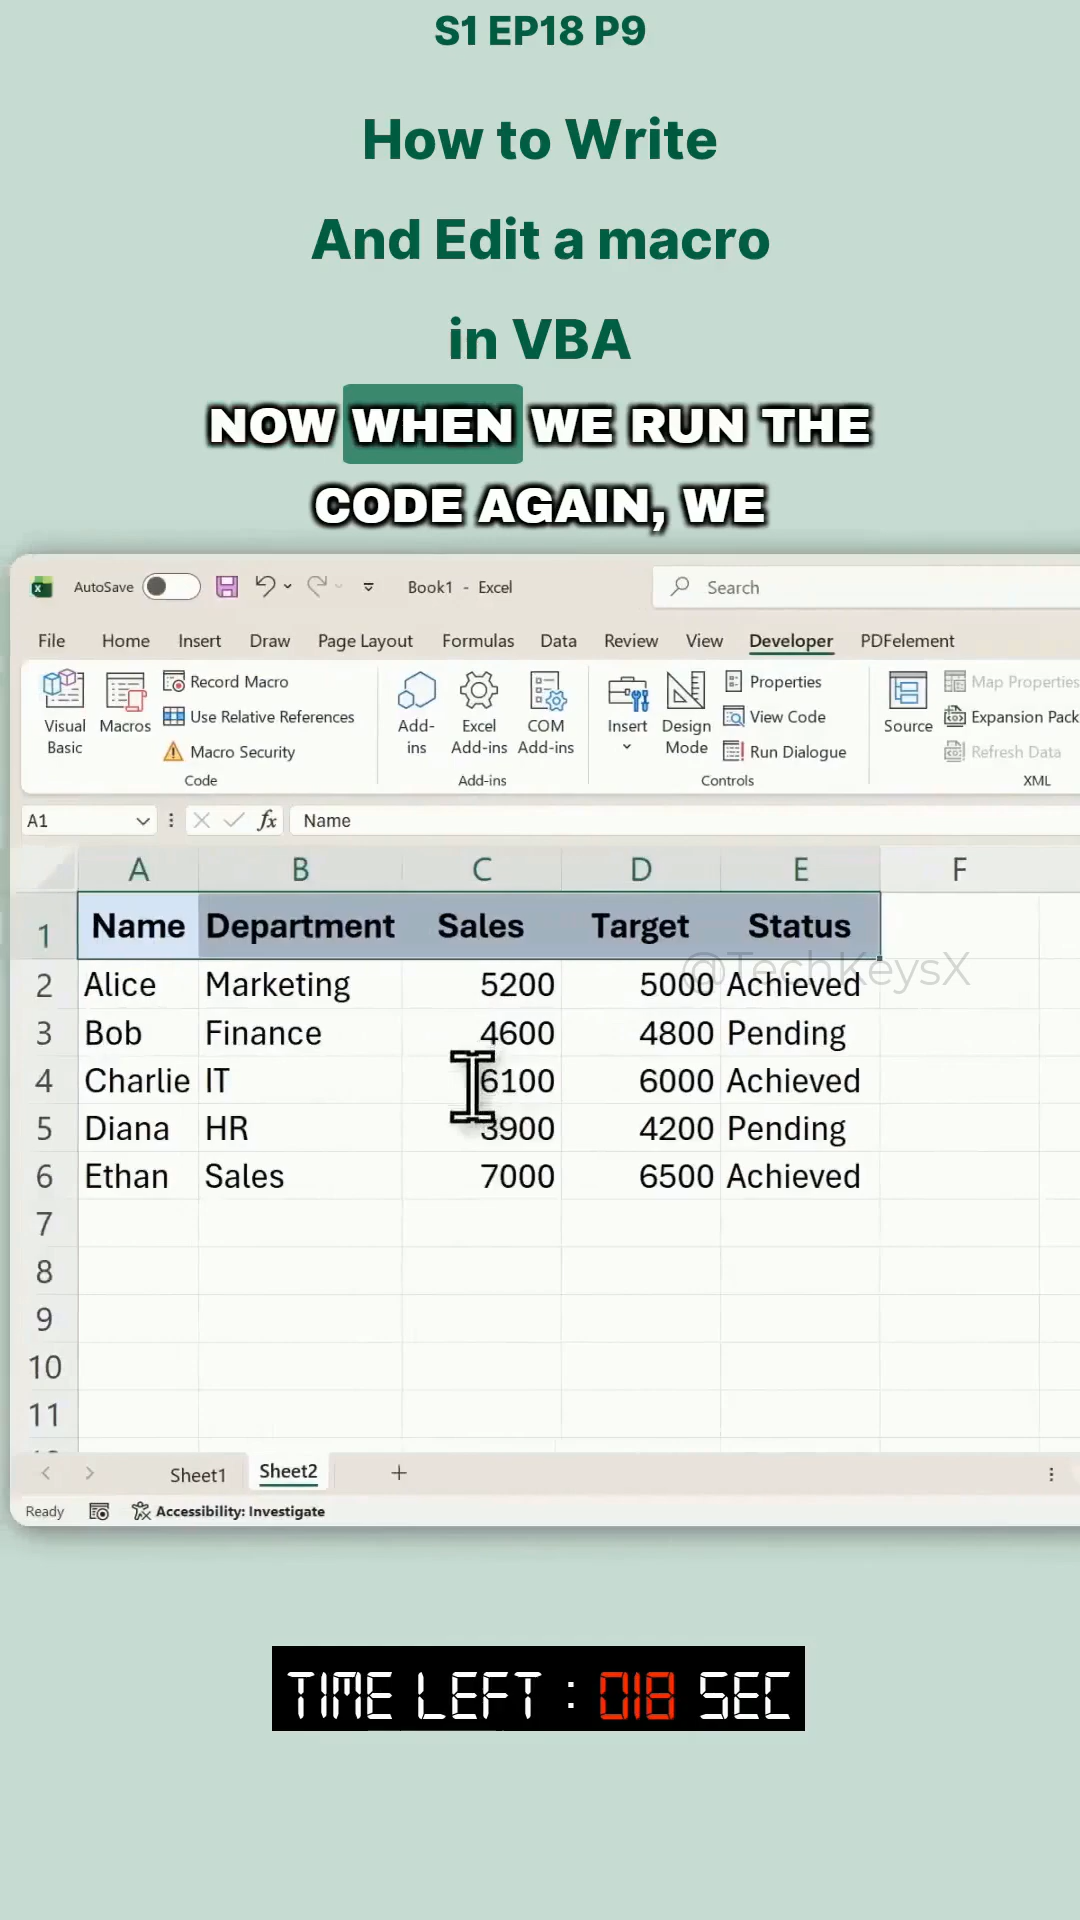 S1 EP18 P9
How to Write
And Edit a macro
in VBA
NOW WHEN WE RUN THE
CODE AGAIN, WE
AutoSave Book1 - Excel Search
File Home Insert Draw Page Layout Formulas Data Review View Developer PDFelement
Visual Basic Macros Record Macro Use Relative References Macro Security Code
Add-ins Excel Add-ins COM Add-ins Add-ins
Insert Design Mode Properties View Code Run Dialogue Controls
Source Map Properties Expansion Pack Refresh Data XML
A1 fx Name
A B C D E F
1 Name Department Sales Target Status
@TechKeysX
2 Alice Marketing 5200 5000 Achieved
3 Bob Finance 4600 4800 Pending
4 Charlie IT 6100 6000 Achieved
5 Diana HR 3900 4200 Pending
6 Ethan Sales 7000 6500 Achieved
7
8
9
10
11
Sheet1 Sheet2
Ready Accessibility: Investigate
TIME LEFT : 018 SEC